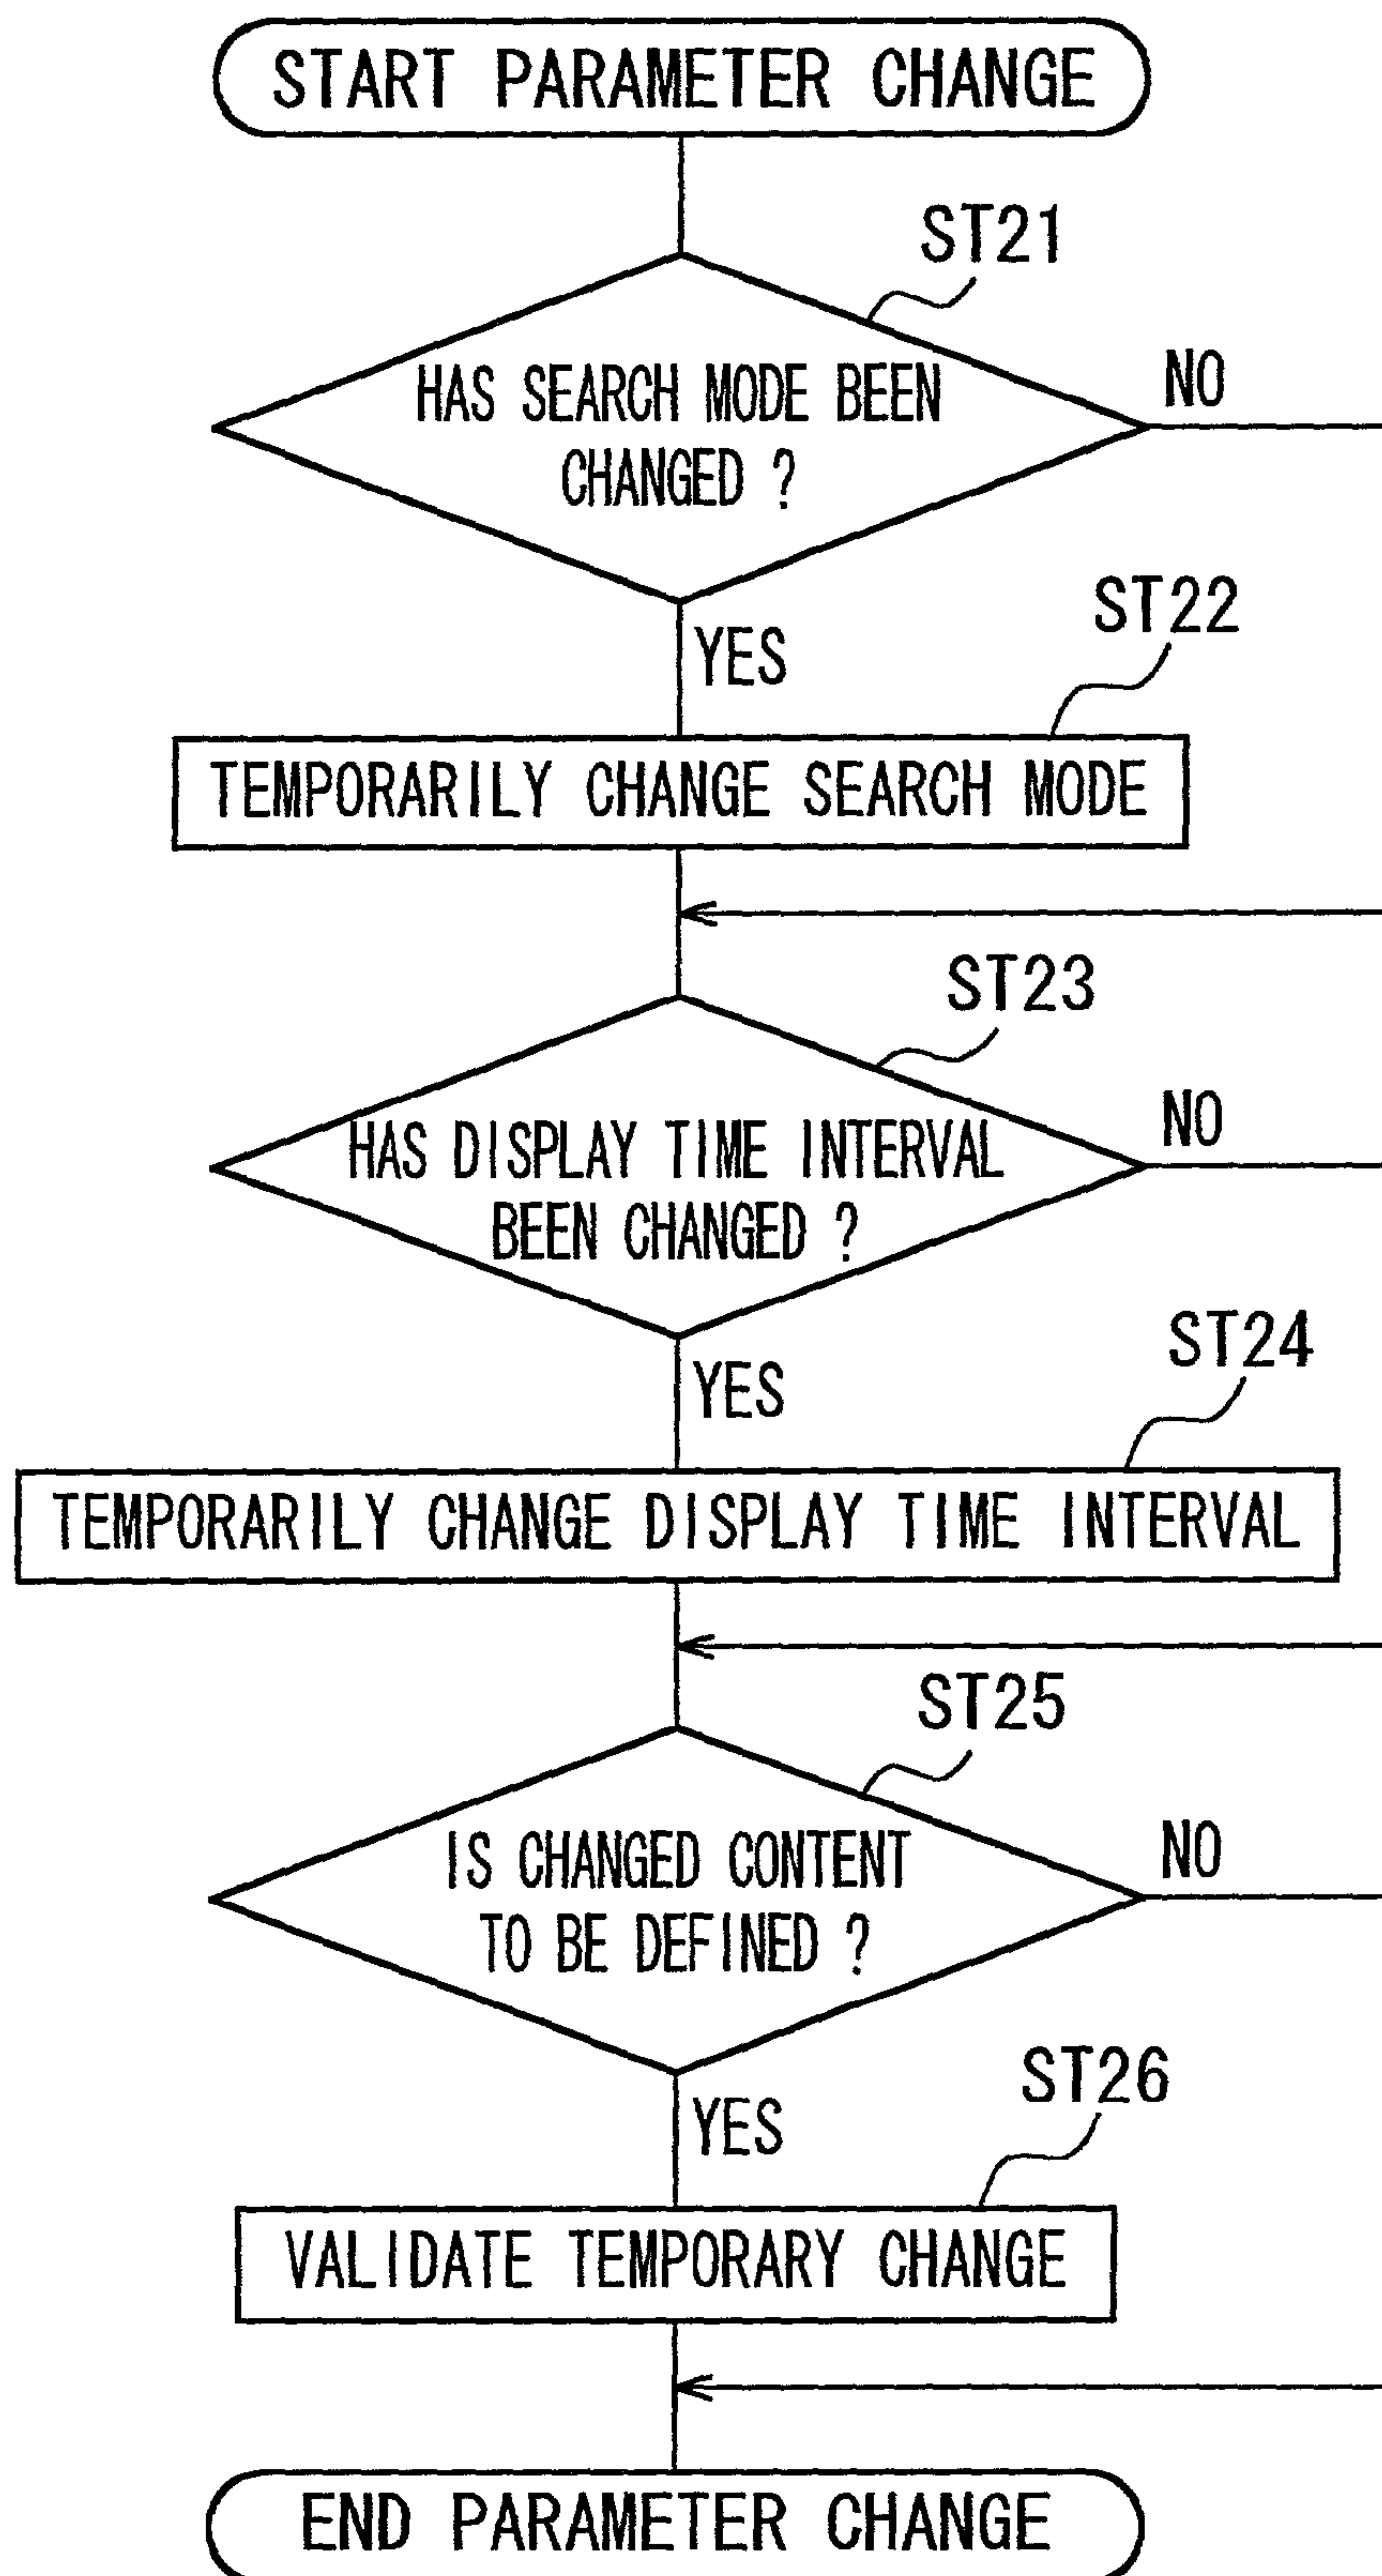 START PARAMETER CHANGE
ST21
HAS SEARCH MODE BEEN
CHANGED ?
NO
YES
ST22
TEMPORARILY CHANGE SEARCH MODE
ST23
HAS DISPLAY TIME INTERVAL
BEEN CHANGED ?
NO
YES
ST24
TEMPORARILY CHANGE DISPLAY TIME INTERVAL
ST25
IS CHANGED CONTENT
TO BE DEFINED ?
NO
YES
ST26
VALIDATE TEMPORARY CHANGE
END PARAMETER CHANGE